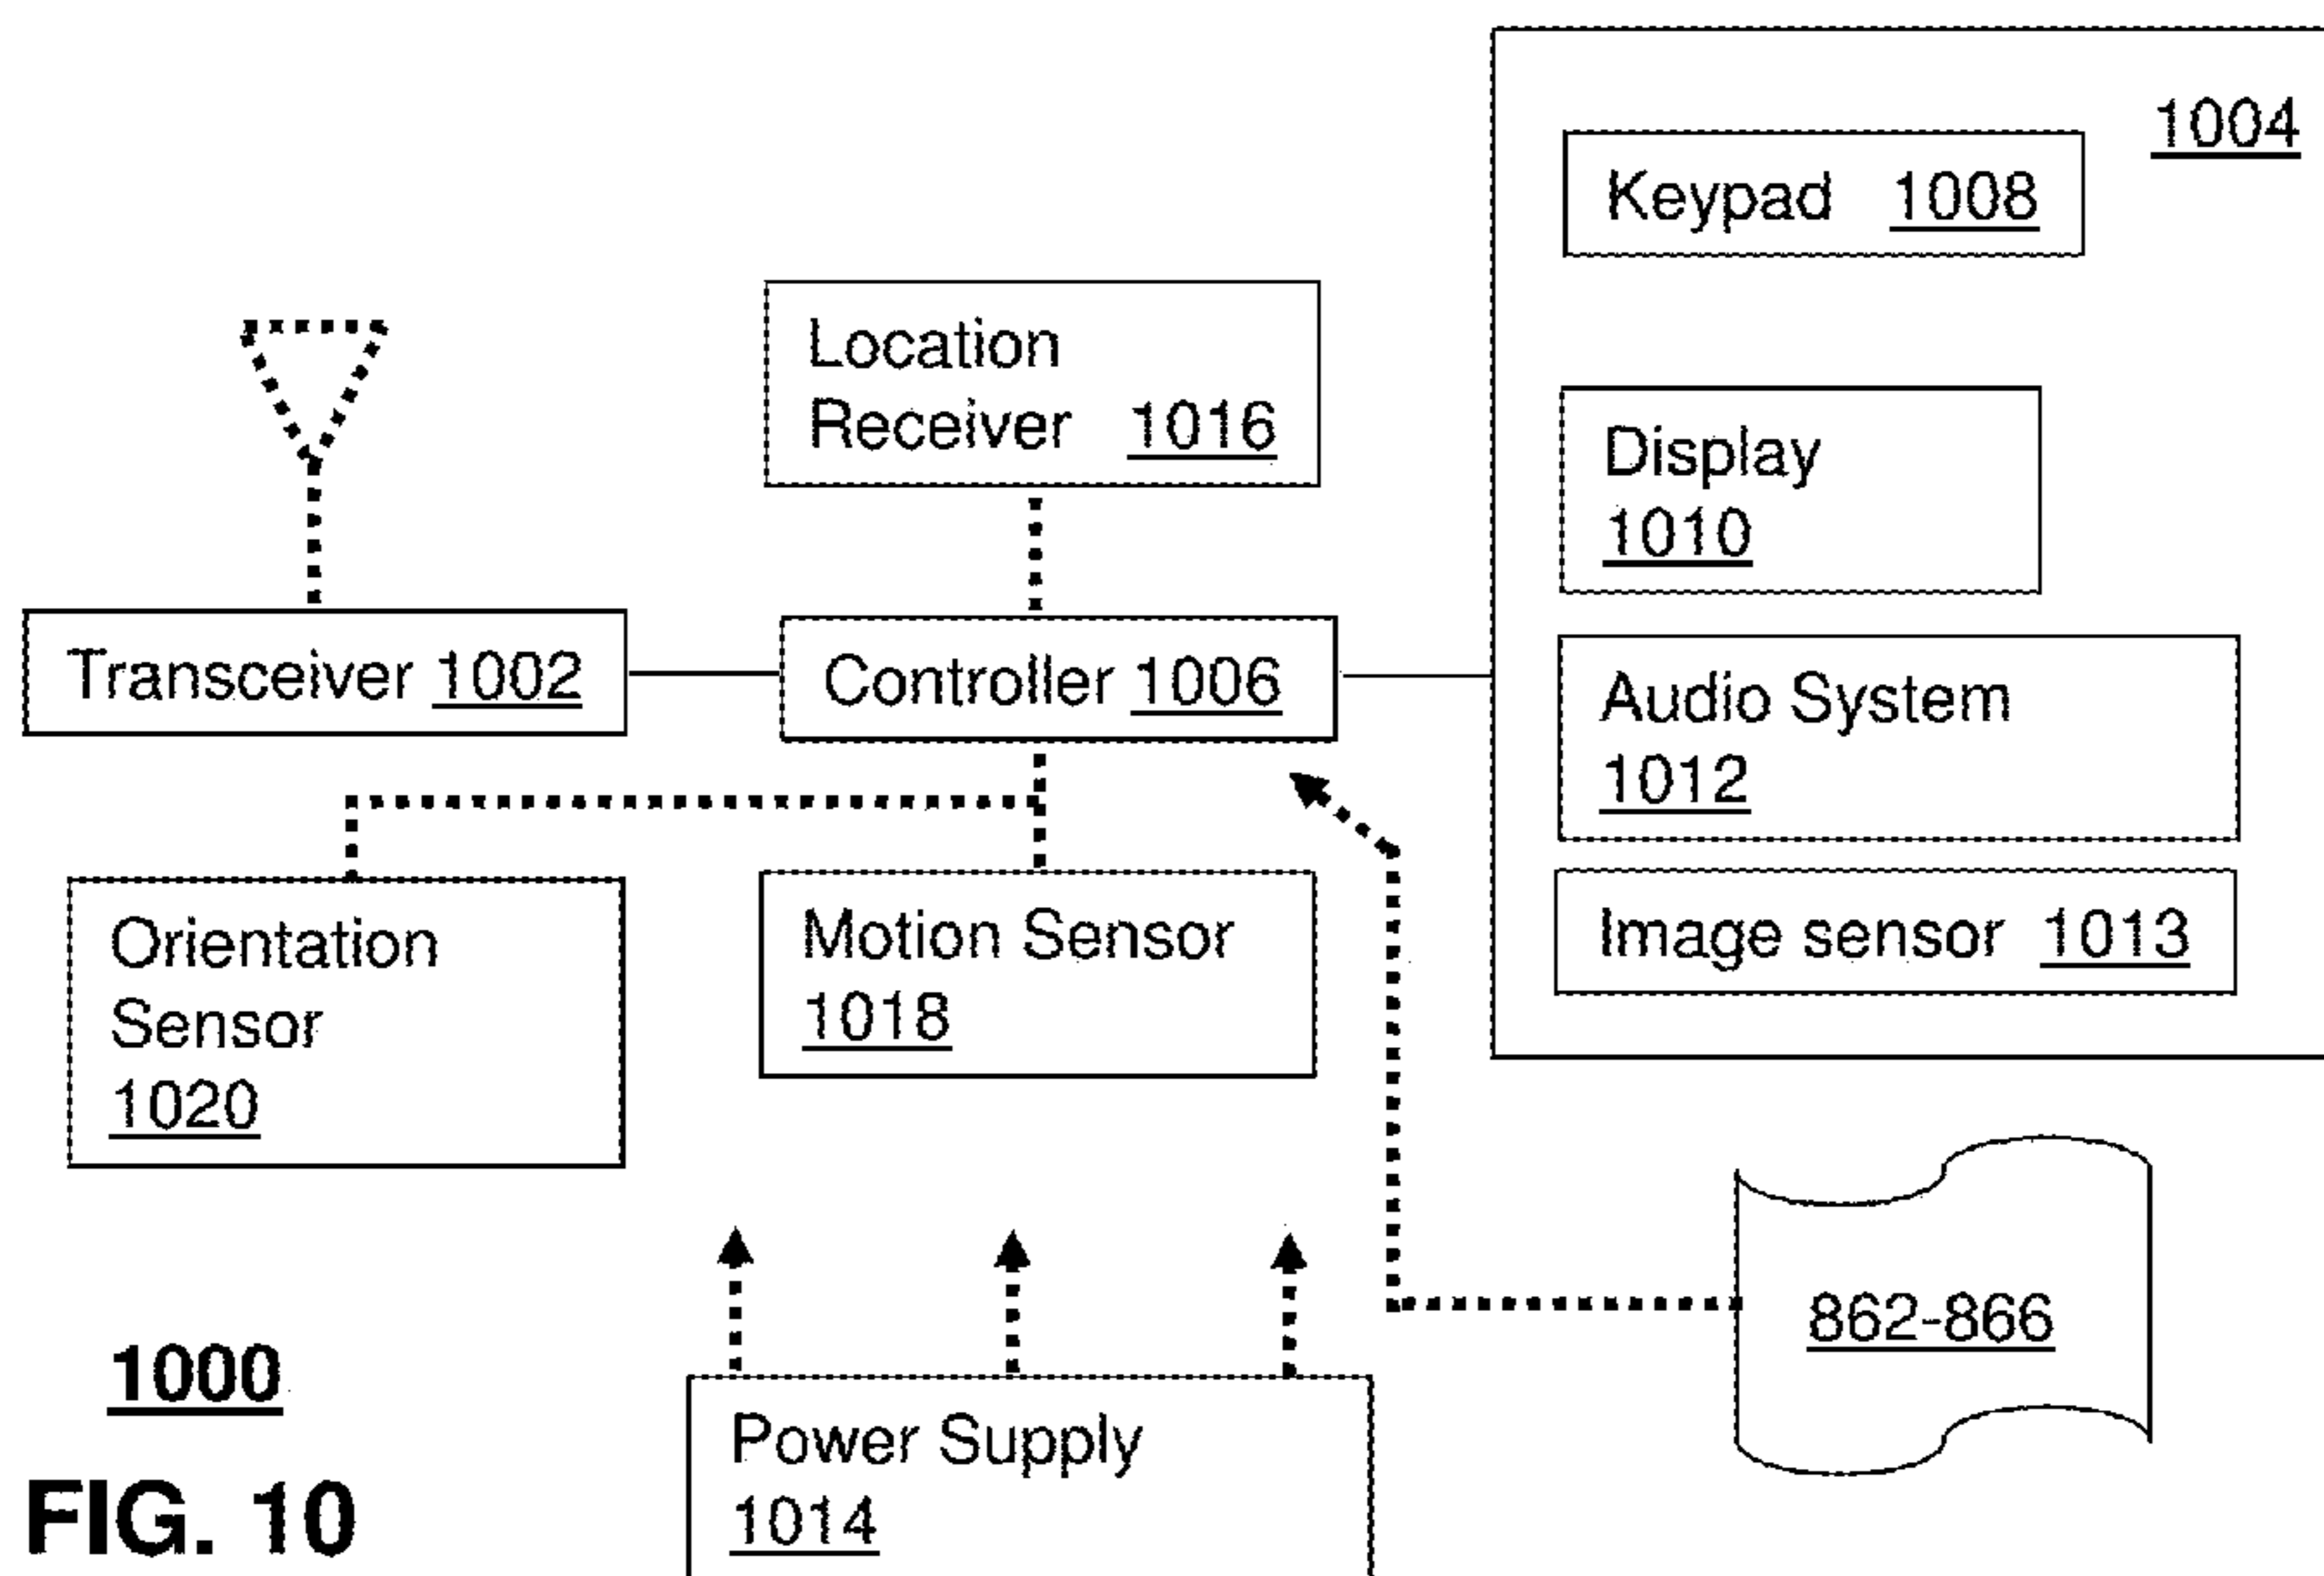 1004
Keypad 1008
Location
Receiver 1016
Display
1010
Transceiver 1002
Controller 1006
Audio System
1012
Orientation
Sensor
1020
Motion Sensor
1018
Image sensor 1013
862-866
1000
FIG. 10
Power Supply
1014